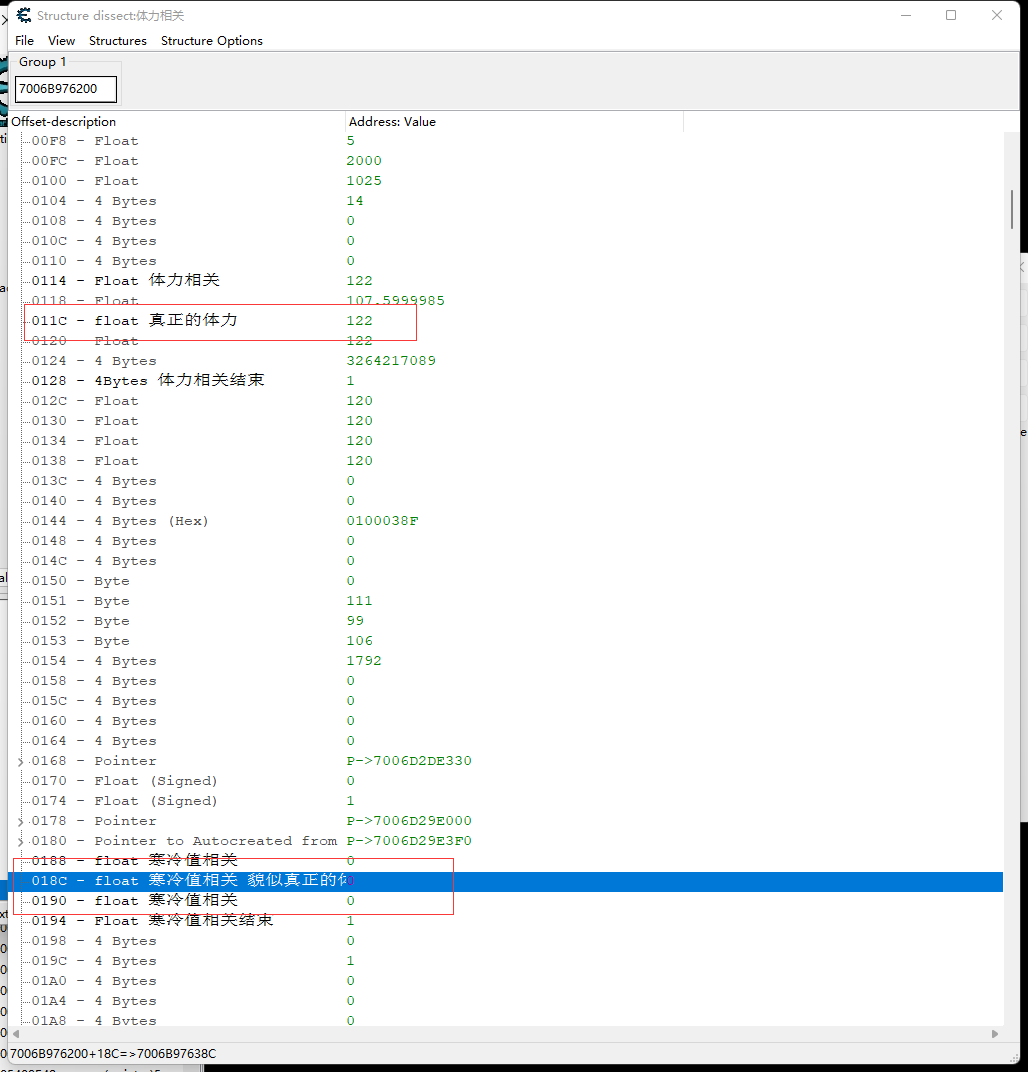 Structure dissect:体力相关
File View Structures Structure Options
Group 1
7006B976200
Offset-description Address: Value
00F8 - Float 5
00FC - Float 2000
0100 - Float 1025
0104 - 4 Bytes 14
0108 - 4 Bytes 0
010C - 4 Bytes 0
0110 - 4 Bytes 0
0114 - Float 体力相关 122
0118 - Float 107.5999985
011C - float 真正的体力 122
0120 - Float 122
0124 - 4 Bytes 3264217089
0128 - 4Bytes 体力相关结束 1
012C - Float 120
0130 - Float 120
0134 - Float 120
0138 - Float 120
013C - 4 Bytes 0
0140 - 4 Bytes 0
0144 - 4 Bytes (Hex) 0100038F
0148 - 4 Bytes 0
014C - 4 Bytes 0
0150 - Byte 0
0151 - Byte 111
0152 - Byte 99
0153 - Byte 106
0154 - 4 Bytes 1792
0158 - 4 Bytes 0
015C - 4 Bytes 0
0160 - 4 Bytes 0
0164 - 4 Bytes 0
0168 - Pointer P->7006D2DE330
0170 - Float (Signed) 0
0174 - Float (Signed) 1
0178 - Pointer P->7006D29E000
0180 - Pointer to Autocreated from P->7006D29E3F0
0188 - float 寒冷值相关 0
018C - float 寒冷值相关 貌似真正的 0
0190 - float 寒冷值相关 0
0194 - Float 寒冷值相关结束 1
0198 - 4 Bytes 0
019C - 4 Bytes 1
01A0 - 4 Bytes 0
01A4 - 4 Bytes 0
01A8 - 4 Bytes 0
7006B976200+18C=>7006B97638C